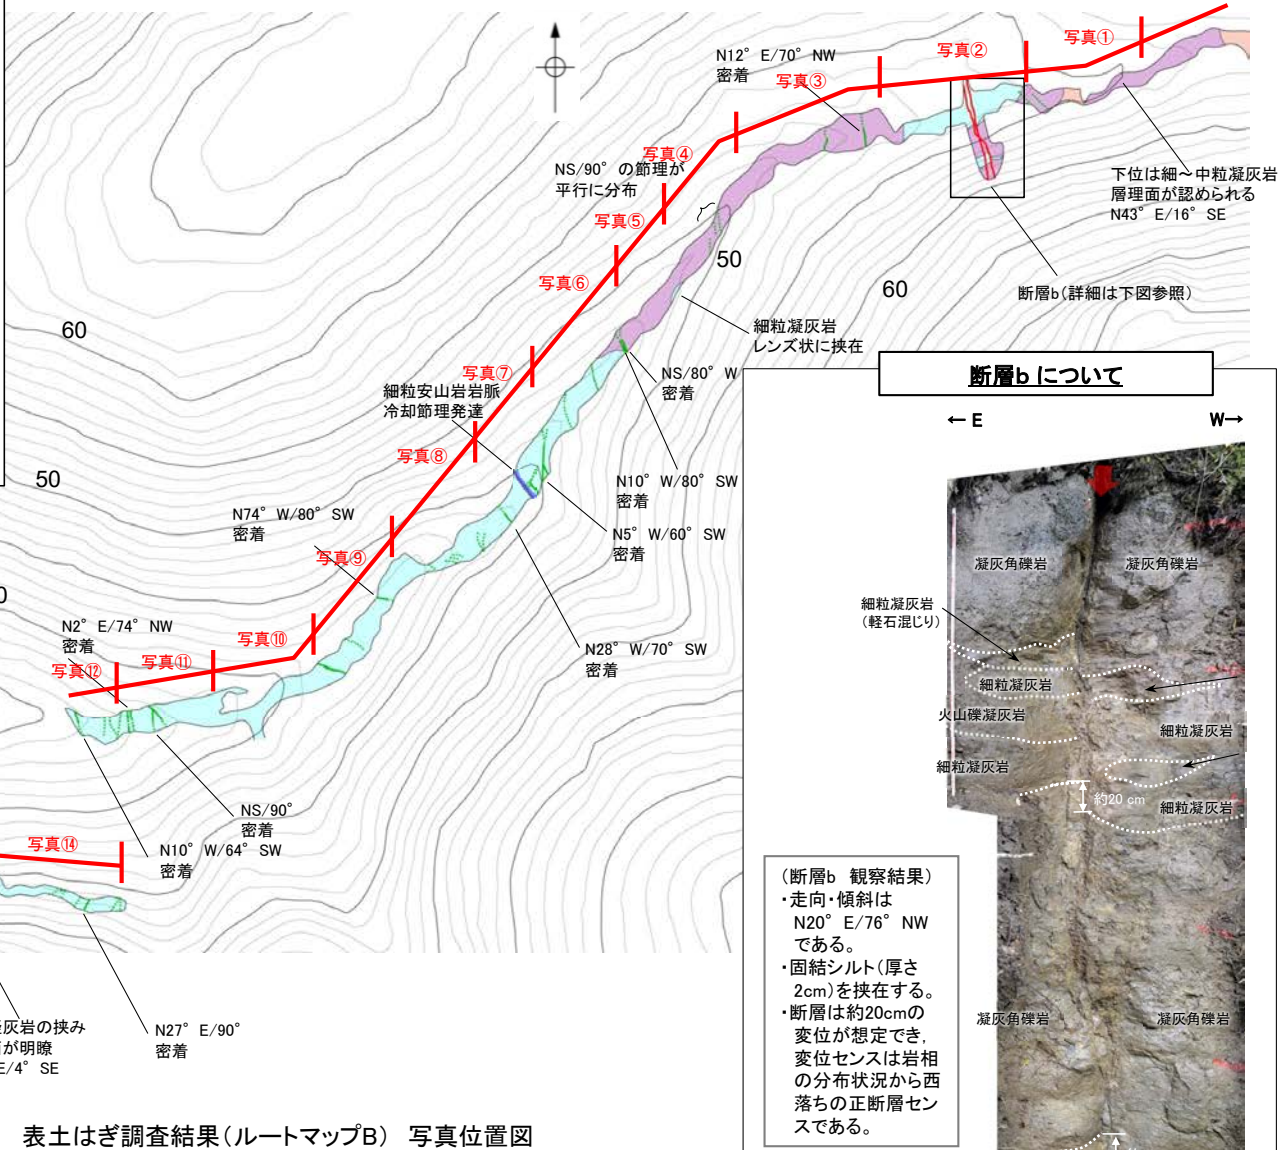 写真①
写真②
N12°E/70°NW
密着
写真③
写真④
NS/90°の節理が
平行に分布
写真⑤
下位は細～中粒凝灰岩
層理面が認められる
N43°E/16°SE
写真⑥
50
60
断層b(詳細は下図参照)
60
細粒凝灰岩
レンズ状に挟在
写真⑦
NS/80°W
密着
細粒安山岩岩脈
冷却節理発達
写真⑧
50
N10°W/80°SW
密着
N74°W/80°SW
密着
N5°W/60°SW
密着
写真⑨
0
N2°E/74°NW
密着
写真⑩
N28°W/70°SW
密着
写真⑪
写真⑫
NS/90°
密着
N10°W/64°SW
密着
写真⑭
灰岩の挟み
が明瞭
E/4°SE
N27°E/90°
密着
表土はぎ調査結果(ルートマップB) 写真位置図
断層b について
←E
W→
凝灰角礫岩
凝灰角礫岩
細粒凝灰岩
(軽石混じり)
細粒凝灰岩
火山礫凝灰岩
細粒凝灰岩
細粒凝灰岩
約20 cm
細粒凝灰岩
凝灰角礫岩
凝灰角礫岩
(断層b 観察結果)
・走向・傾斜は
N20°E/76°NW
である。
・固結シルト(厚さ
2cm)を挟在する。
・断層は約20cmの
変位が想定でき,
変位センスは岩相
の分布状況から西
落ちの正断層セン
スである。